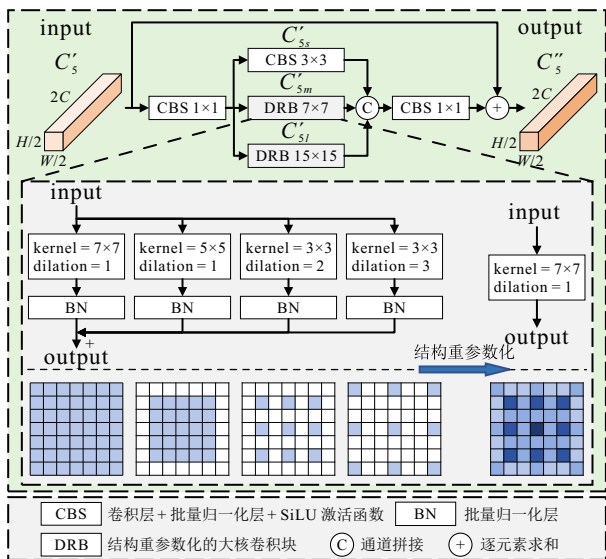 input
output
C′5s
C′5
CBS 3×3
C″5
2C
C′5m
2C
CBS 1×1
DRB 7×7
C
CBS 1×1
+
H/2
W/2
C′5l
DRB 15×15
H/2
W/2
input
input
kernel = 7×7
dilation = 1
kernel = 5×5
dilation = 1
kernel = 3×3
dilation = 2
kernel = 3×3
dilation = 3
kernel = 7×7
dilation = 1
BN
BN
BN
BN
+
output
output
结构重参数化
CBS 卷积层+批量归一化层+SiLU 激活函数 BN 批量归一化层
DRB 结构重参数化的大核卷积块 C 通道拼接 + 逐元素求和